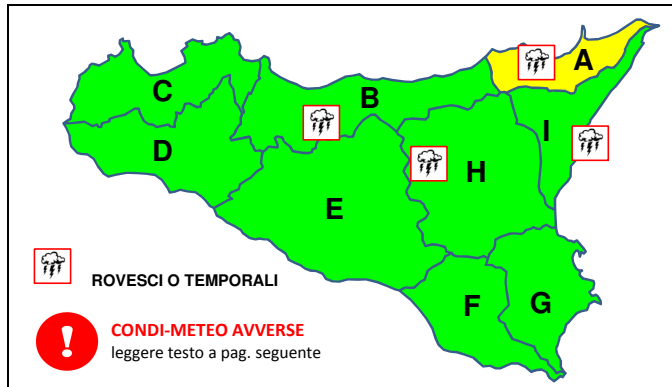 A
C
B
I
D
H
E
ROVESCI O TEMPORALI
F
G
!
CONDI-METEO AVVERSE
leggere testo a pag. seguente